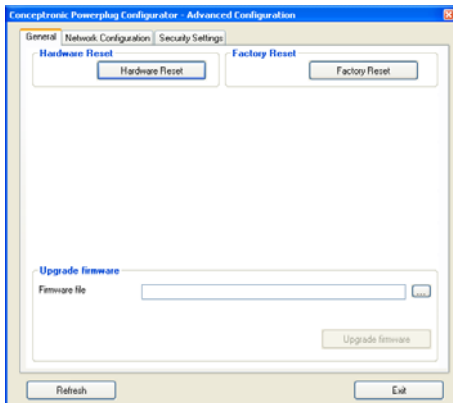 Conceptronic Powerplug Configurator - Advanced Configuration
General Network Configuration Security Settings
Hardware Reset Factory Reset
Hardware Reset Factory Reset
Upgrade firmware
Firmware file ...
Upgrade firmware
Refresh Exit